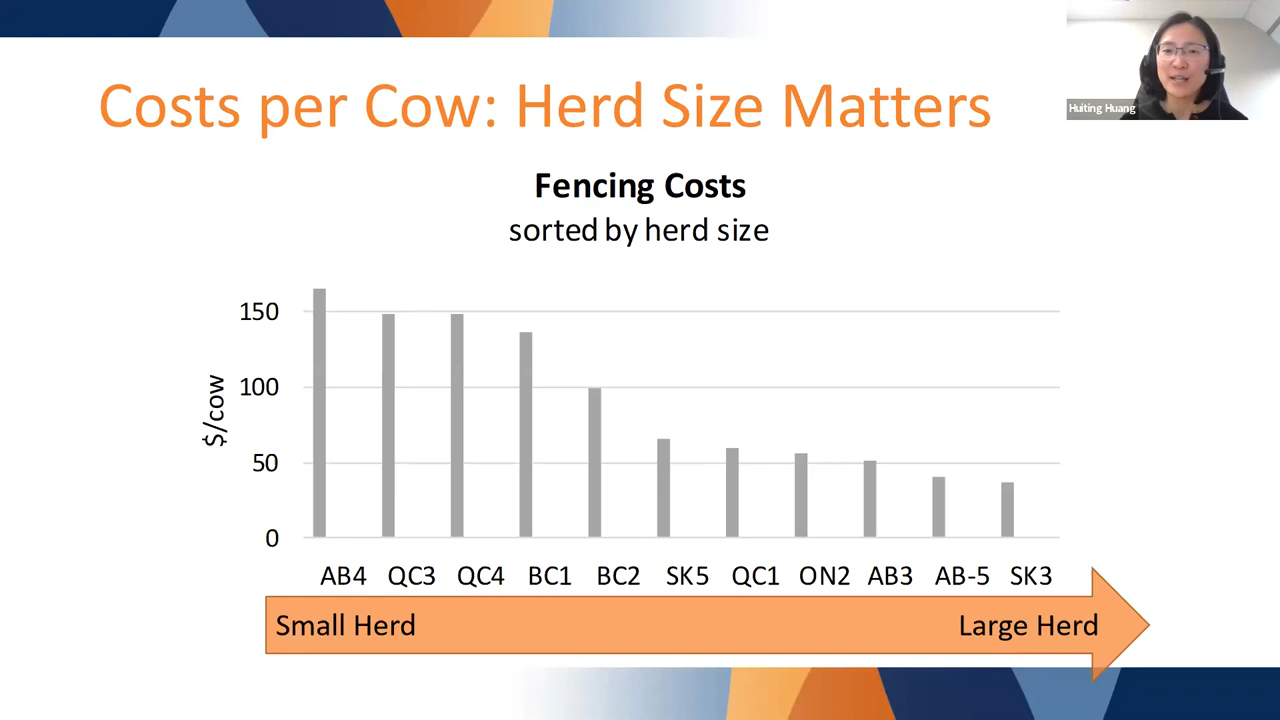 Huiting Huang
Costs per Cow: Herd Size Matters
Fencing Costs
sorted by herd size
$/cow
150
100
50
0
AB4 QC3 QC4 BC1 BC2 SK5 QC1 ON2 AB3 AB-5 SK3
Small Herd Large Herd